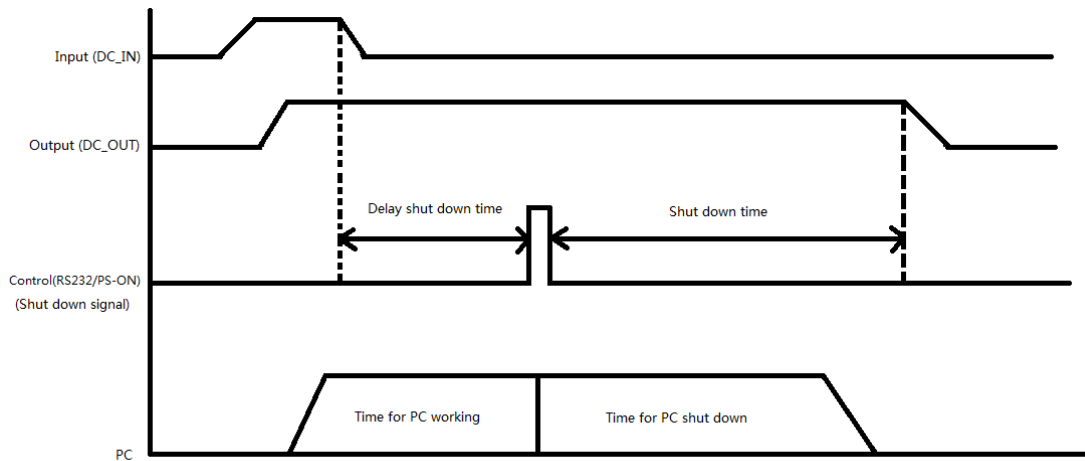 Input (DC_IN)
Output (DC_OUT)
Delay shut down time
Shut down time
Control(RS232/PS-ON)
(Shut down signal)
Time for PC working
Time for PC shut down
PC